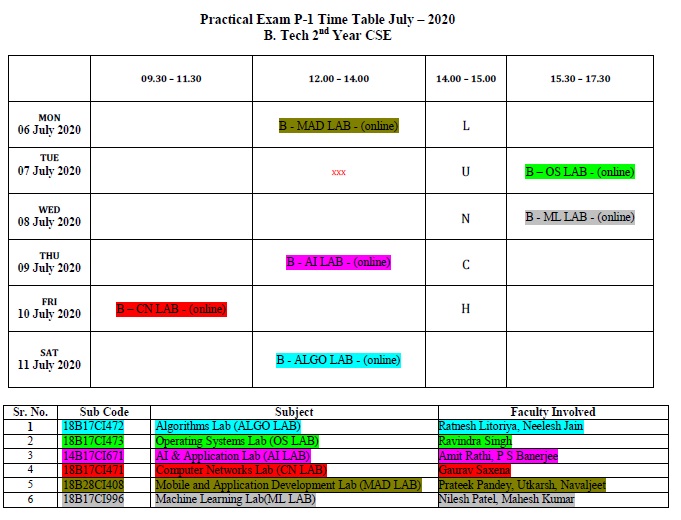 Practical Exam P-1 Time Table July – 2020
B. Tech 2nd Year CSE
09.30 – 11.30 12.00 – 14.00 14.00 – 15.00 15.30 – 17.30
MON
06 July 2020 B - MAD LAB - (online) L
TUE
07 July 2020 xxx U B – OS LAB - (online)
WED
08 July 2020 N B - ML LAB - (online)
THU
09 July 2020 B - AI LAB - (online) C
FRI
10 July 2020 B – CN LAB - (online) H
SAT
11 July 2020 B - ALGO LAB - (online)
Sr. No. Sub Code Subject Faculty Involved
1 18B17CI472 Algorithms Lab (ALGO LAB) Ratnesh Litoriya, Neelesh Jain
2 18B17CI473 Operating Systems Lab (OS LAB) Ravindra Singh
3 14B17CI671 AI & Application Lab (AI LAB) Amit Rathi, P S Banerjee
4 18B17CI471 Computer Networks Lab (CN LAB) Gaurav Saxena
5 18B28CI408 Mobile and Application Development Lab (MAD LAB) Prateek Pandey, Utkarsh, Navaljeet
6 18B17CI996 Machine Learning Lab(ML LAB) Nilesh Patel, Mahesh Kumar